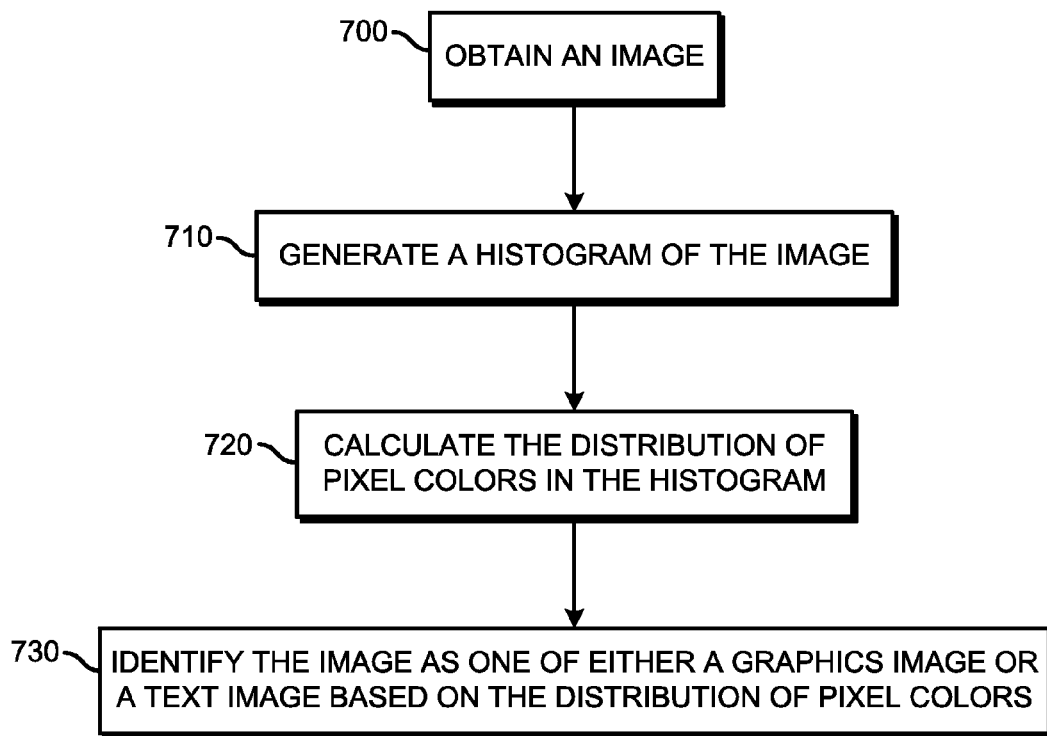 700
OBTAIN AN IMAGE
710
GENERATE A HISTOGRAM OF THE IMAGE
720
CALCULATE THE DISTRIBUTION OF
PIXEL COLORS IN THE HISTOGRAM
730
IDENTIFY THE IMAGE AS ONE OF EITHER A GRAPHICS IMAGE OR
A TEXT IMAGE BASED ON THE DISTRIBUTION OF PIXEL COLORS